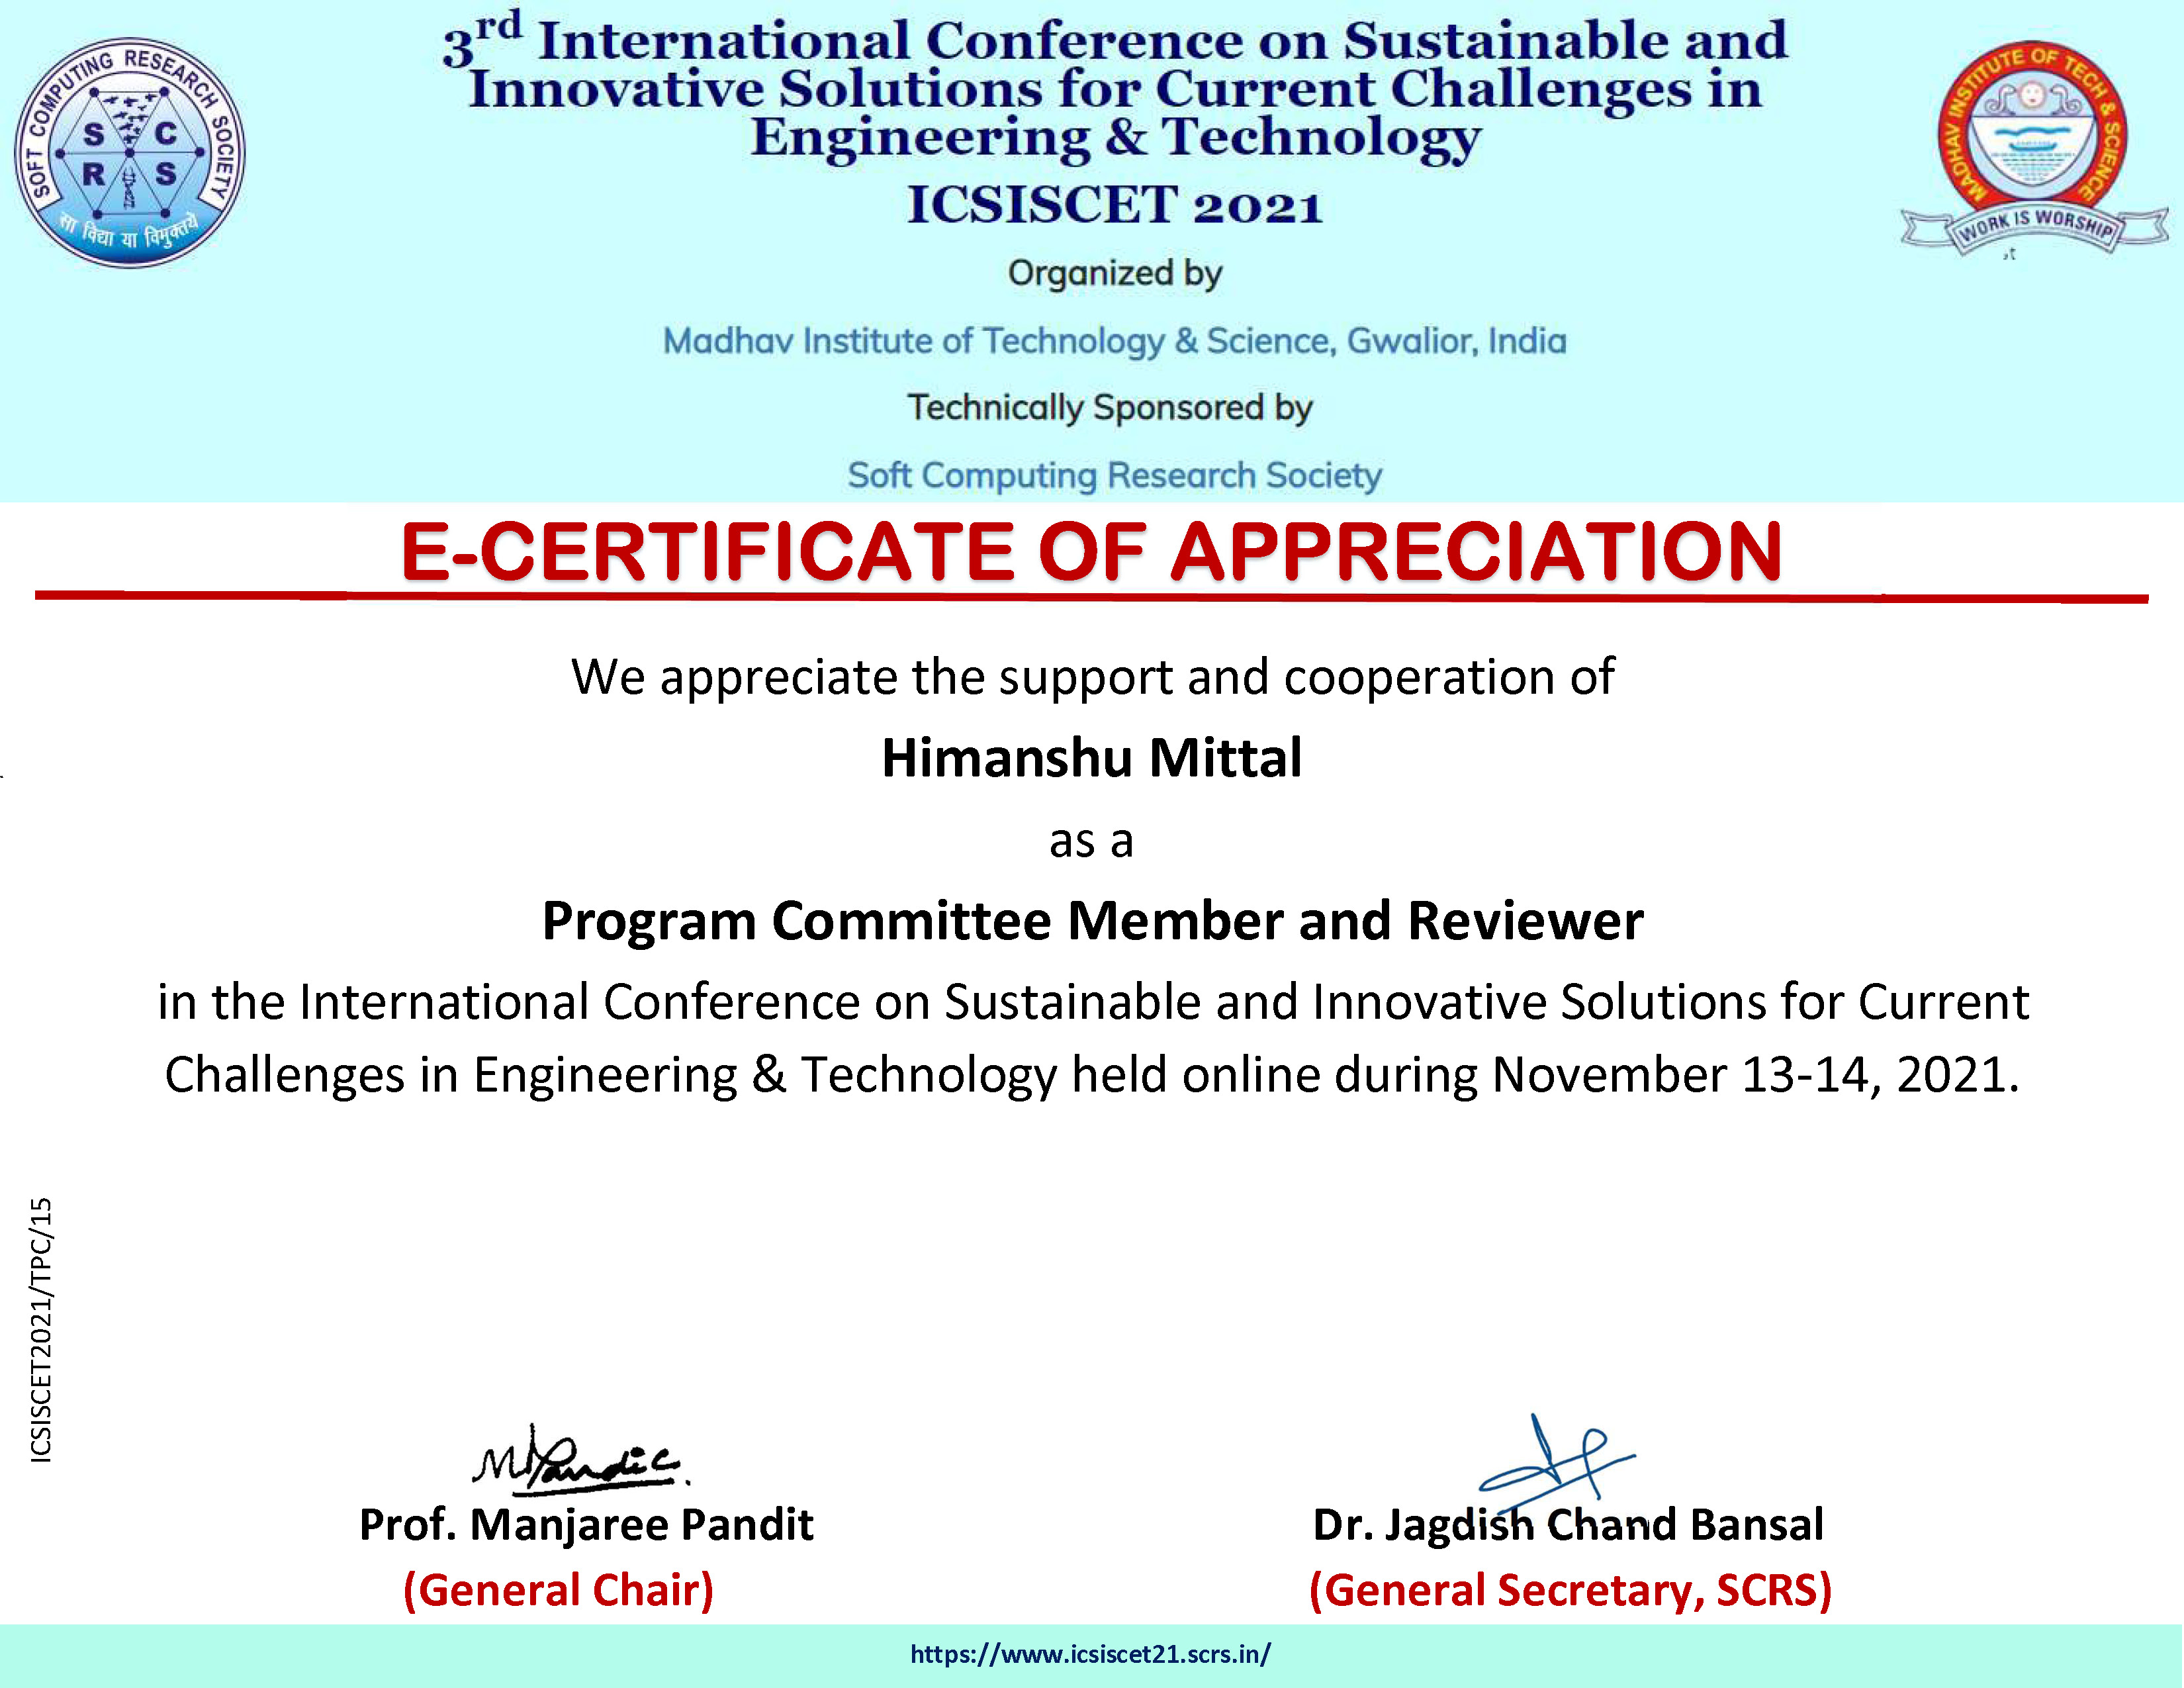 3rd International Conference on Sustainable and
Innovative Solutions for Current Challenges in
Engineering & Technology
ICSISCET 2021
SOFT COMPUTING RESEARCH SOCIETY
S C
R S
सा विद्या या विमुक्तये
MADHAV INSTITUTE OF TECH & SCIENCE
WORK IS WORSHIP
Organized by
Madhav Institute of Technology & Science, Gwalior, India
Technically Sponsored by
Soft Computing Research Society
E-CERTIFICATE OF APPRECIATION
We appreciate the support and cooperation of
Himanshu Mittal
as a
Program Committee Member and Reviewer
in the International Conference on Sustainable and Innovative Solutions for Current
Challenges in Engineering & Technology held online during November 13-14, 2021.
ICSISCET2021/TPC/15
Prof. Manjaree Pandit
(General Chair)
Dr. Jagdish Chand Bansal
(General Secretary, SCRS)
https://www.icsiscet21.scrs.in/